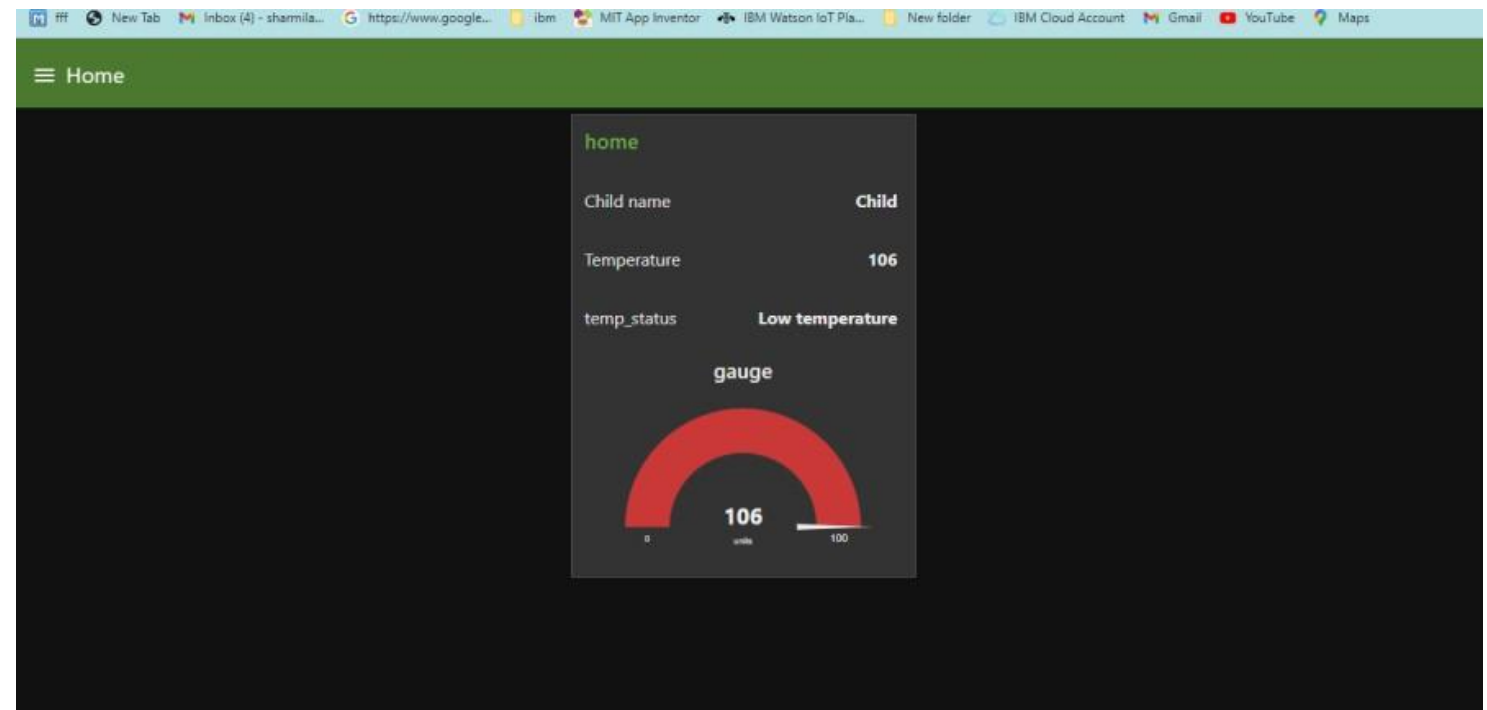 fff New Tab Inbox (4) - sharmila... https://www.google... ibm MIT App Inventor IBM Watson IoT Pla... New folder IBM Cloud Account Gmail YouTube Maps
Home
home
Child name Child
Temperature 106
temp_status Low temperature
gauge
106
0 units 100